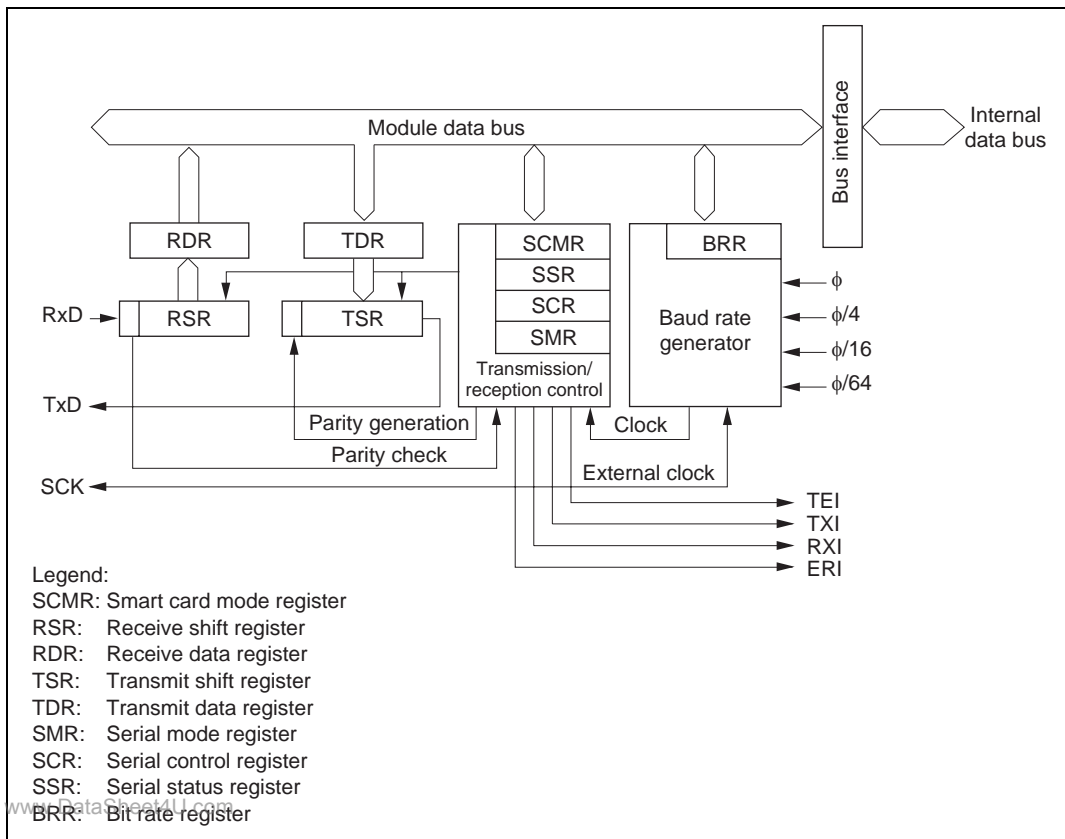 Module data bus
Bus interface
Internal
data bus
RDR
TDR
SCMR
SSR
SCR
SMR
BRR
RxD
RSR
TSR
Baud rate
generator
ϕ
ϕ/4
ϕ/16
ϕ/64
Transmission/
reception control
TxD
Parity generation
Clock
Parity check
SCK
External clock
TEI
TXI
RXI
ERI
Legend:
SCMR: Smart card mode register
RSR: Receive shift register
RDR: Receive data register
TSR: Transmit shift register
TDR: Transmit data register
SMR: Serial mode register
SCR: Serial control register
SSR: Serial status register
BRR: Bit rate register
www.DataSheet4U.com